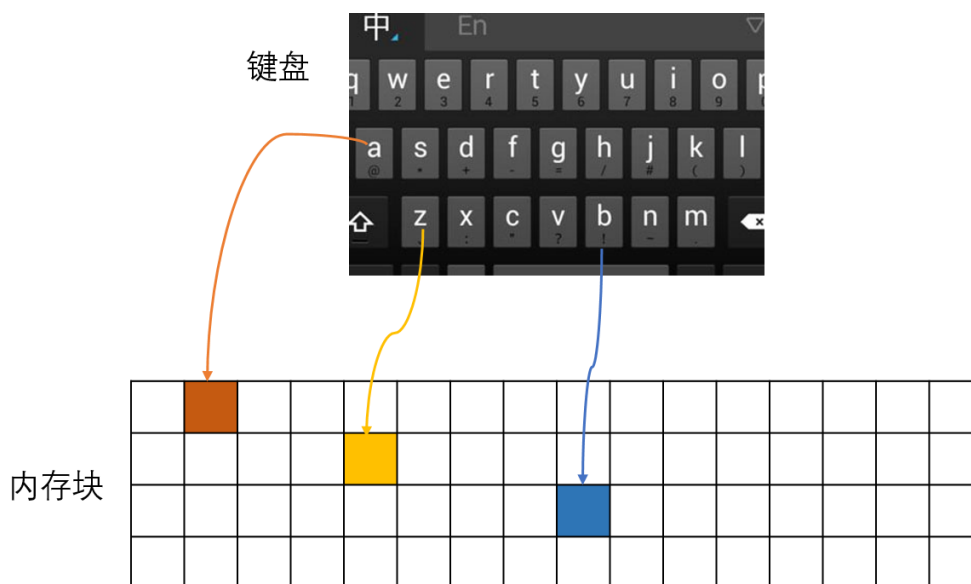 中 En
键盘
q w e r t y u i o p
1 2 3 4 5 6 7 8 9
a s d f g h j k l
@ * + - = / # ( )
z x c v b n m
: " ? ! ~ .
内存块